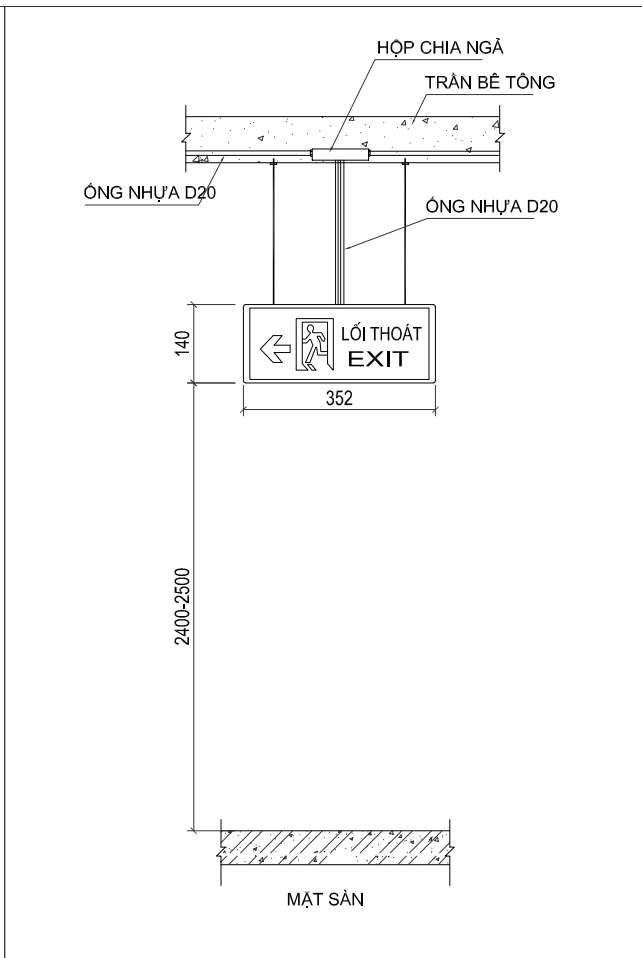 HỘP CHIA NGẢ
TRẦN BÊ TÔNG
ỐNG NHỰA D20
ỐNG NHỰA D20
140
LỐI THOÁT
EXIT
352
2400-2500
MẶT SÀN